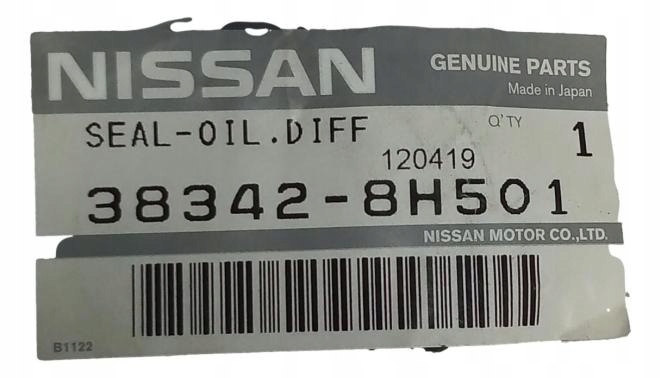 NISSAN
GENUINE PARTS
Made in Japan
SEAL-OIL.DIFF
Q'TY 1
120419
38342-8H501
NISSAN MOTOR CO.,LTD.
B1122